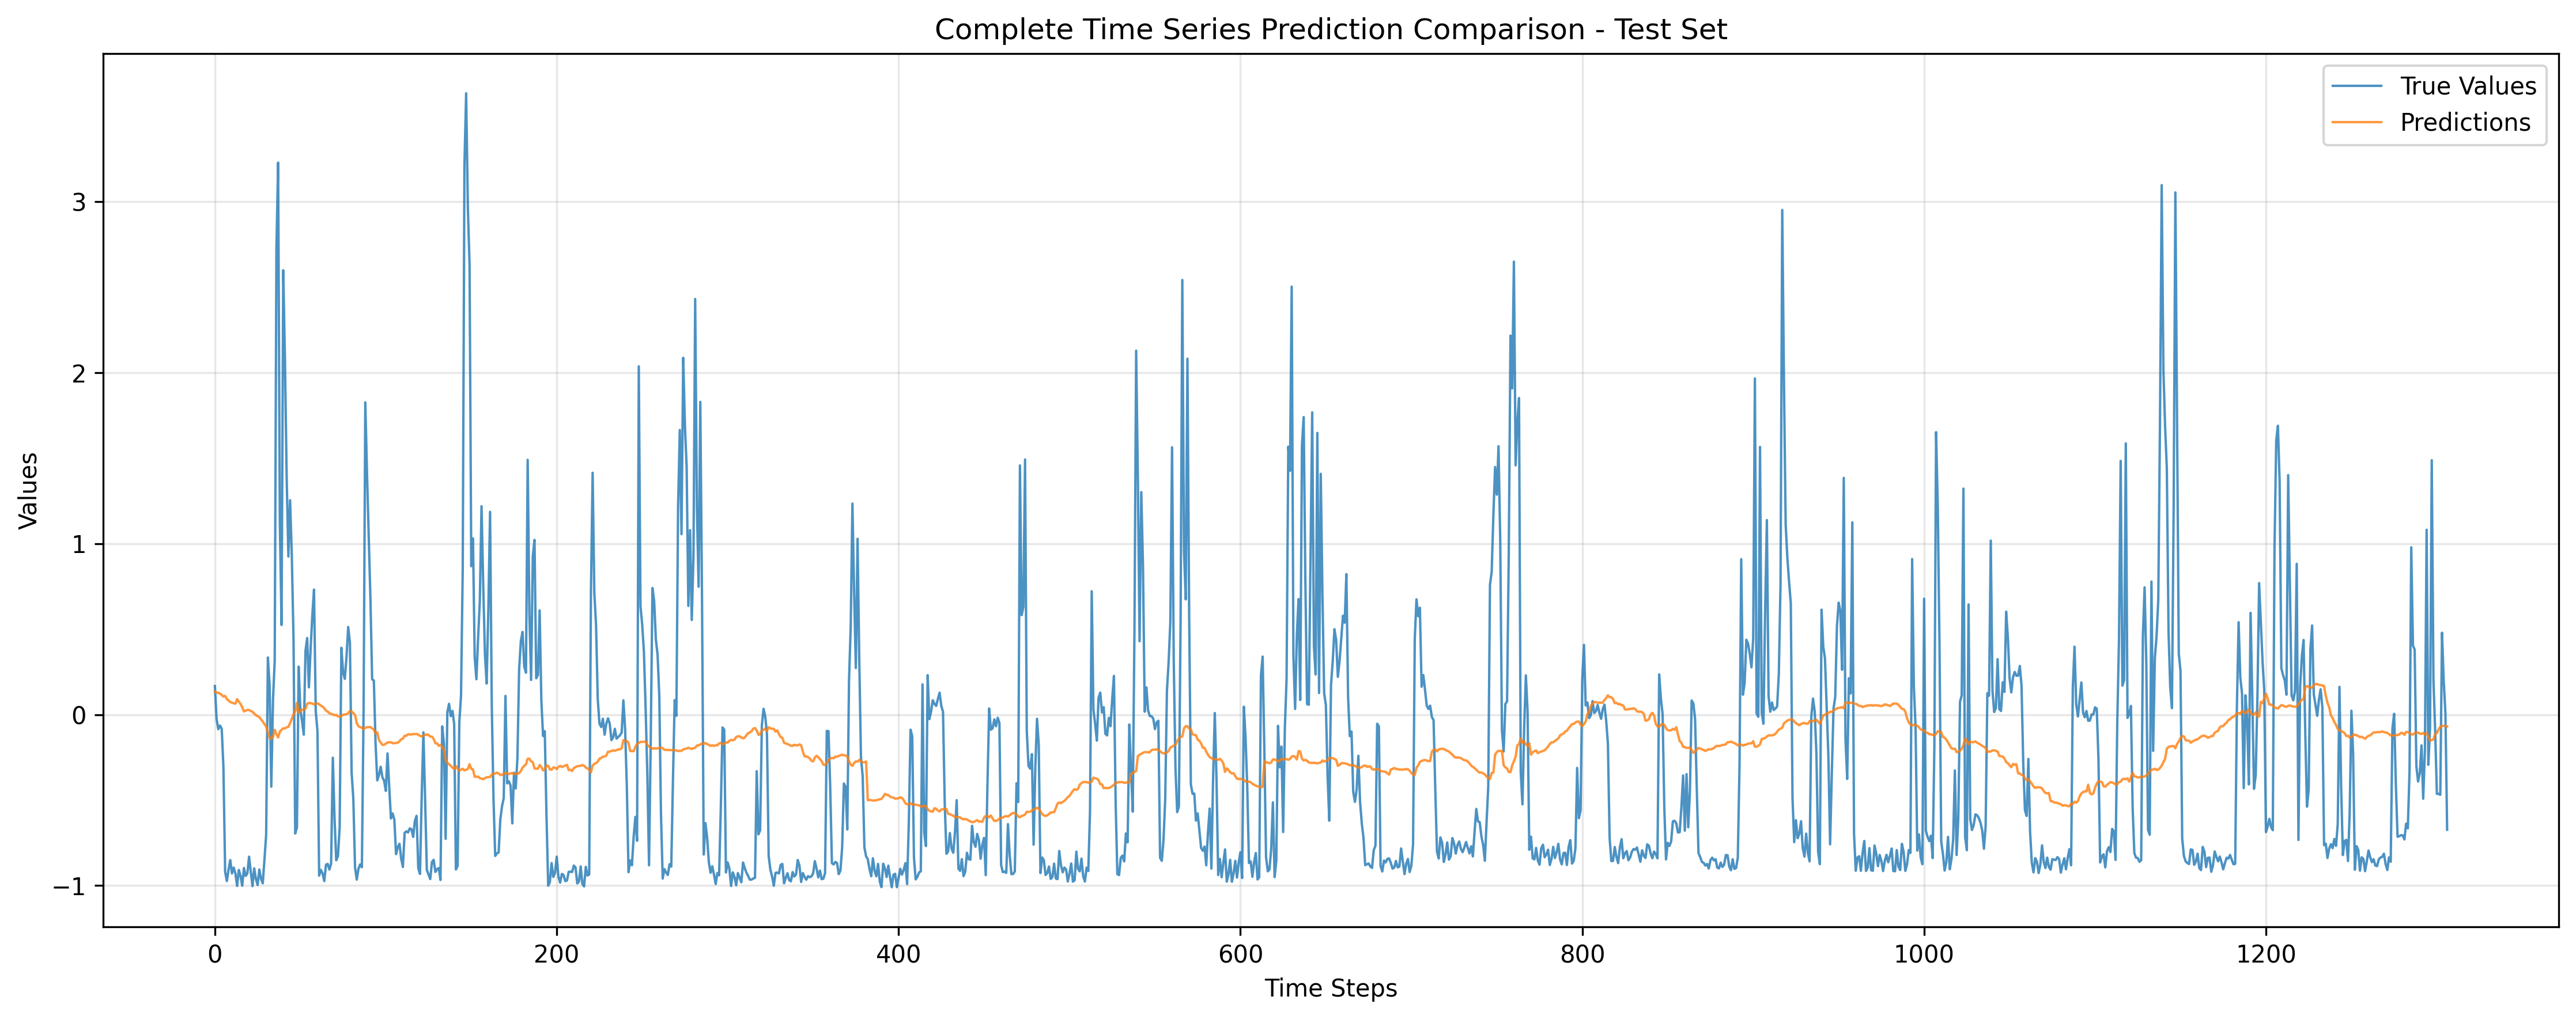 Complete Time Series Prediction Comparison - Test Set
True Values
Predictions
Values
3
2
1
0
−1
0
200
400
600
800
1000
1200
Time Steps